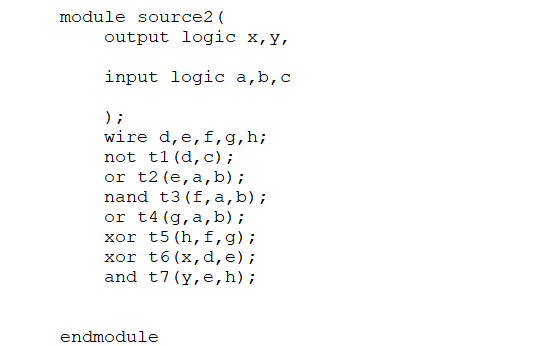 module source2(
output logic x,y,
input logic a,b,c
);
wire d,e,f,g,h;
not t1(d,c);
or t2(e,a,b);
nand t3(f,a,b);
or t4(g,a,b);
xor t5(h,f,g);
xor t6(x,d,e);
and t7(y,e,h);
endmodule